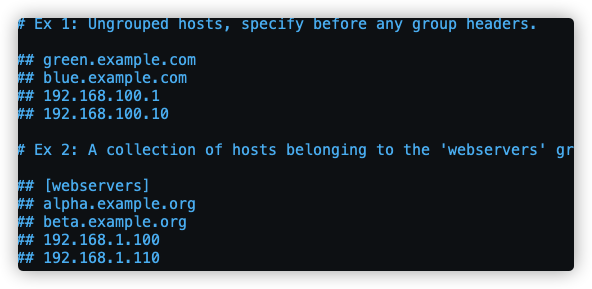 # Ex 1: Ungrouped hosts, specify before any group headers.
## green.example.com
## blue.example.com
## 192.168.100.1
## 192.168.100.10
# Ex 2: A collection of hosts belonging to the 'webservers' gr
## [webservers]
## alpha.example.org
## beta.example.org
## 192.168.1.100
## 192.168.1.110